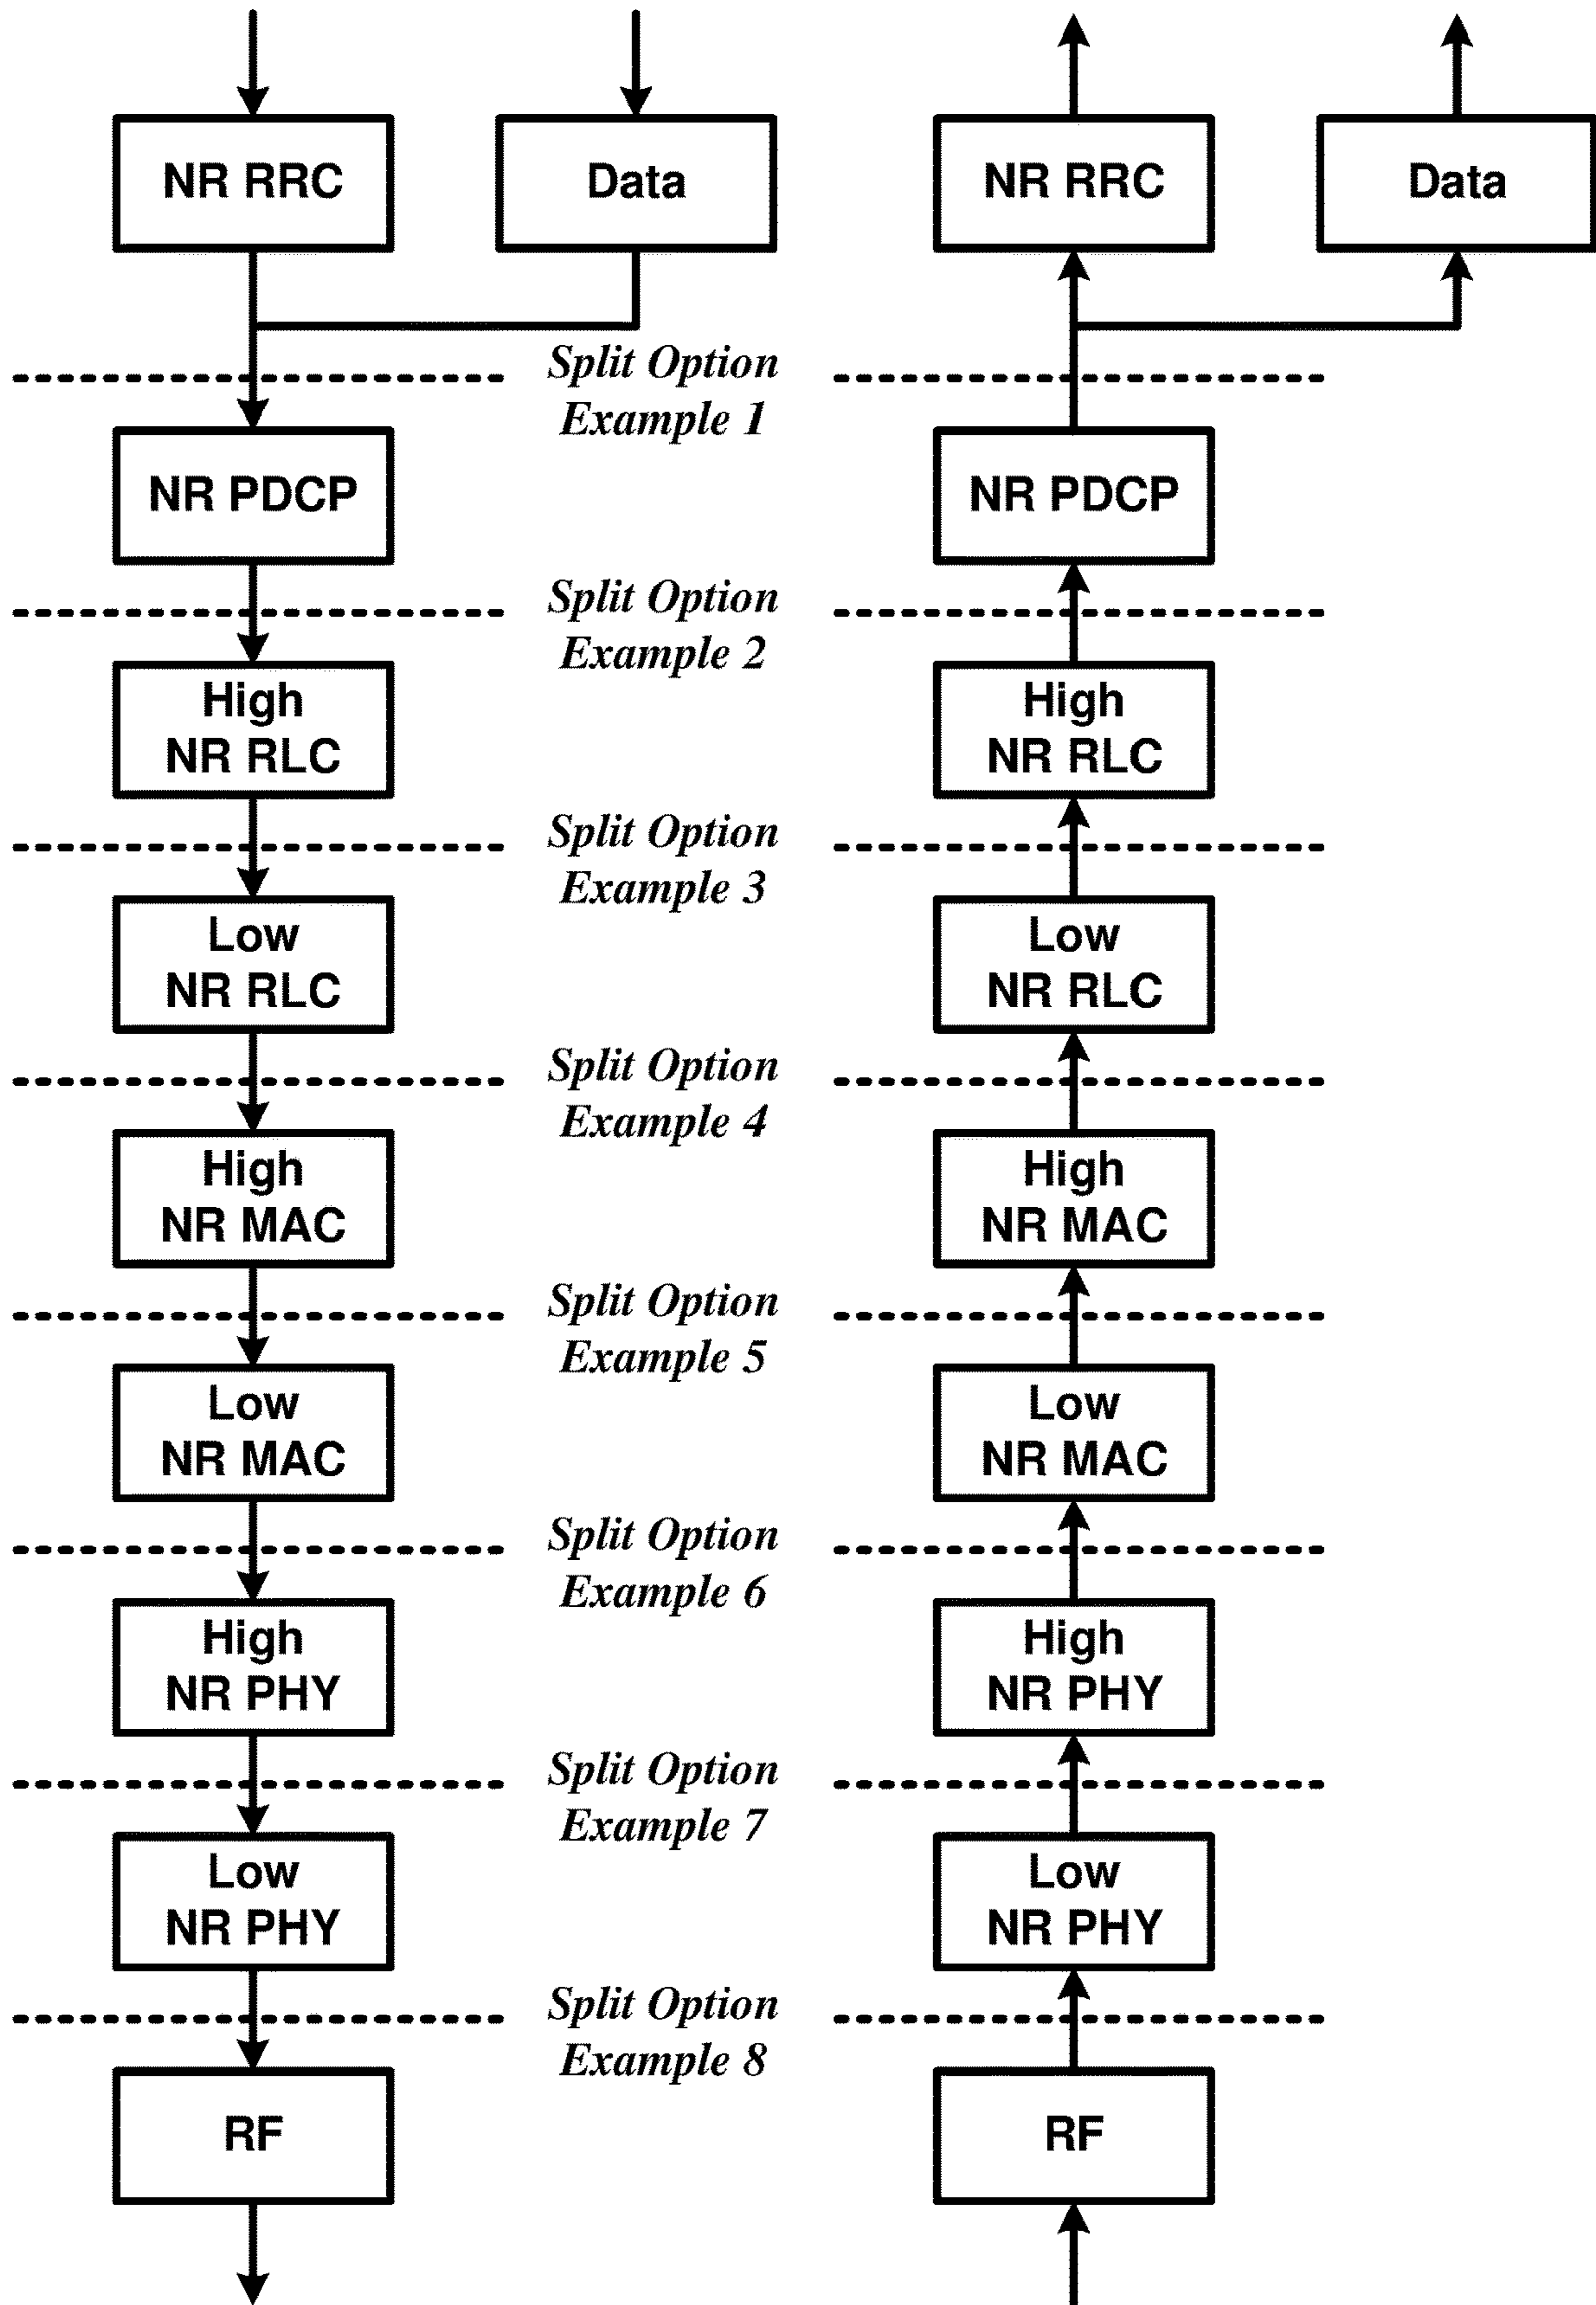 NR RRC
Data
NR RRC
Data
Split Option
Example 1
NR PDCP
NR PDCP
Split Option
Example 2
High
NR RLC
High
NR RLC
Split Option
Example 3
Low
NR RLC
Low
NR RLC
Split Option
Example 4
High
NR MAC
High
NR MAC
Split Option
Example 5
Low
NR MAC
Low
NR MAC
Split Option
Example 6
High
NR PHY
High
NR PHY
Split Option
Example 7
Low
NR PHY
Low
NR PHY
Split Option
Example 8
RF
RF